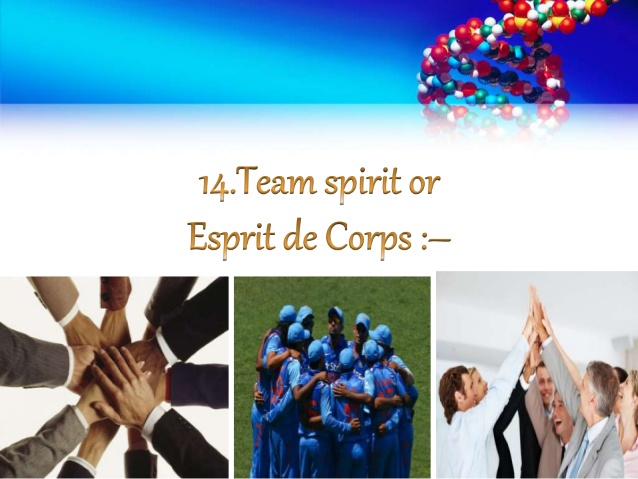 14.Team spirit or
Esprit de Corps :–